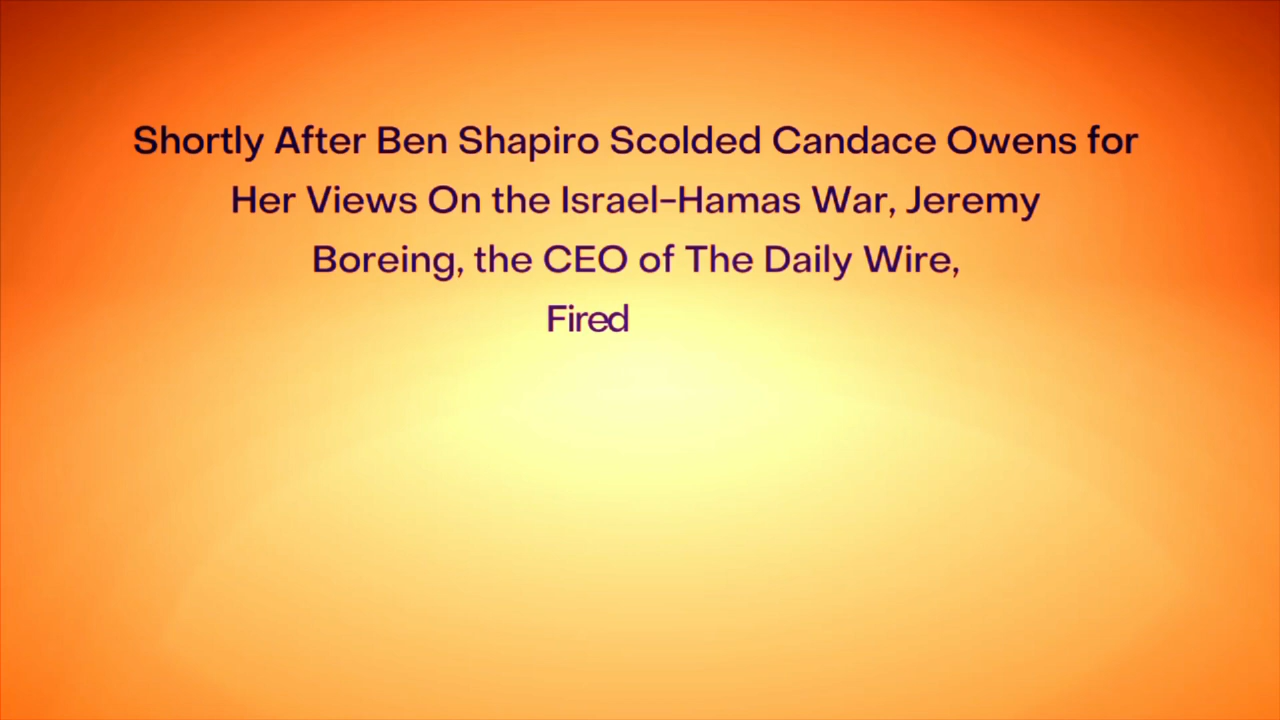 Shortly After Ben Shapiro Scolded Candace Owens for
Her Views On the Israel-Hamas War, Jeremy
Boreing, the CEO of The Daily Wire,
Fired